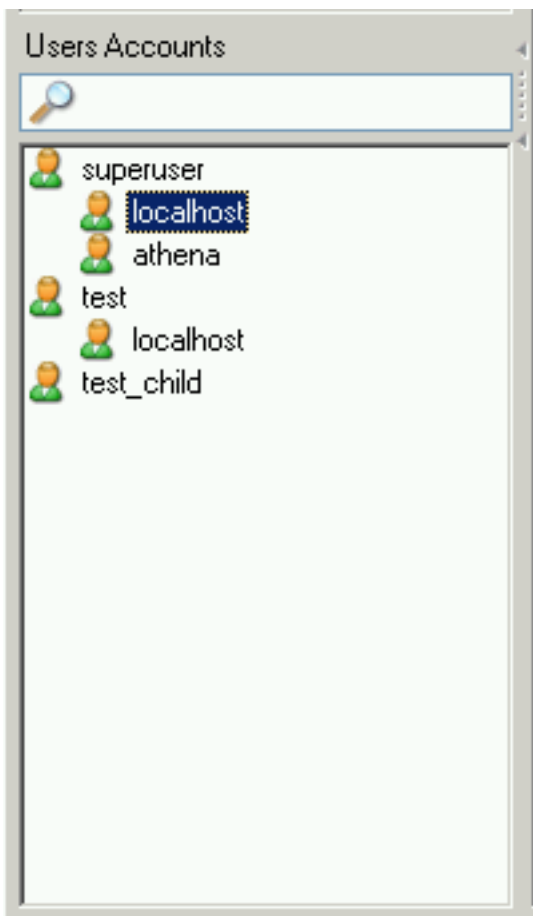 Users Accounts
superuser
localhost
athena
test
localhost
test_child